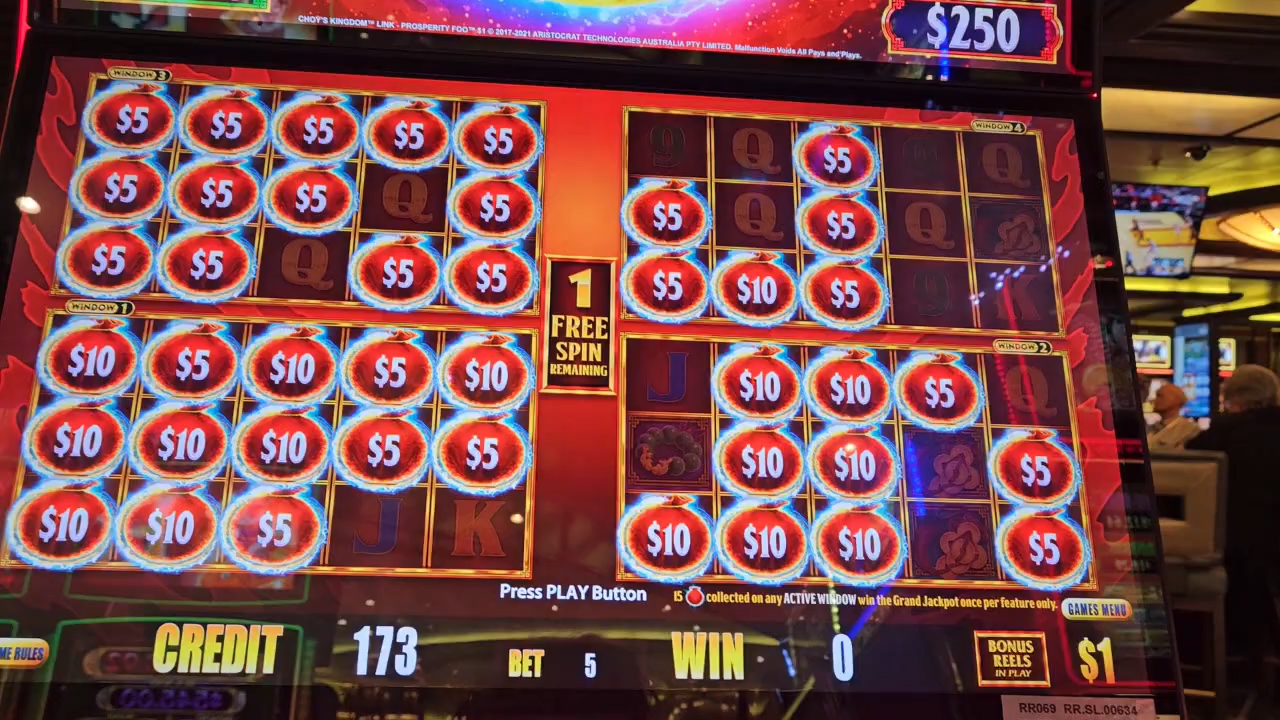 $250
CHOY'S KINGDOM™ LINK - PROSPERITY FOO™ $1 © 2017-2021 ARISTOCRAT TECHNOLOGIES AUSTRALIA PTY LIMITED. Malfunction Voids All Pays and Plays.
WINDOW 3
$5 $5 $5 $5 $5
$5 $5 $5 Q $5
$5 $5 Q $5 $5
WINDOW 4
9 Q $5 9 Q
$5 Q $5 Q
$5 $10 $5 9 K
1
FREE
SPIN
REMAINING
WINDOW 1
$10 $5 $10 $5 $10
$10 $10 $10 $5 $5
$10 $10 $5 J K
WINDOW 2
J $10 $10 $5 Q
$10 $10 $5
$10 $10 $10 $5
Press PLAY Button
15 collected on any ACTIVE WINDOW win the Grand Jackpot once per feature only.
GAMES MENU
ME RULES
CREDIT 173
BET 5
WIN 0
BONUS
REELS
IN PLAY
$1
RR069 RR.SL.00634